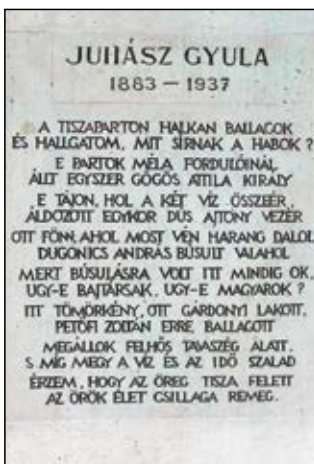 JUHÁSZ GYULA
1883 – 1937
A TISZAPARTON HALKAN BALLAGOK
ÉS HALLGATOM, MIT SÍRNAK A HABOK ?
E PARTOK MÉLA FORDULÓINÁL
ÁLLT EGYSZER GŐGÖS ATTILA KIRÁLY
E TÁJON, HOL A KÉT VÍZ ÖSSZEÉR,
ÁLDOZOTT EGYKOR DÚS AJTONY VEZÉR
OTT FÖNN, AHOL MOST VÉN HARANG DALOL
DUGONICS ANDRÁS BÚSULT VALAHOL
MERT BÚSULÁSRA VOLT ITT MINDIG OK,
UGY-E BAJTÁRSAK, UGY-E MAGYAROK ?
ITT TÖMÖRKÉNY, OTT GÁRDONYI LAKOTT,
PETŐFI ZOLTÁN ERRE BALLAGOTT
MEGÁLLOK FELHŐS TAVASZÉG ALATT,
S MÍG MEGY A VÍZ ÉS AZ IDŐ SZALAD
ÉRZEM, HOGY AZ ÖREG TISZA FELETT
AZ ÖRÖK ÉLET CSILLAGA REMEG.